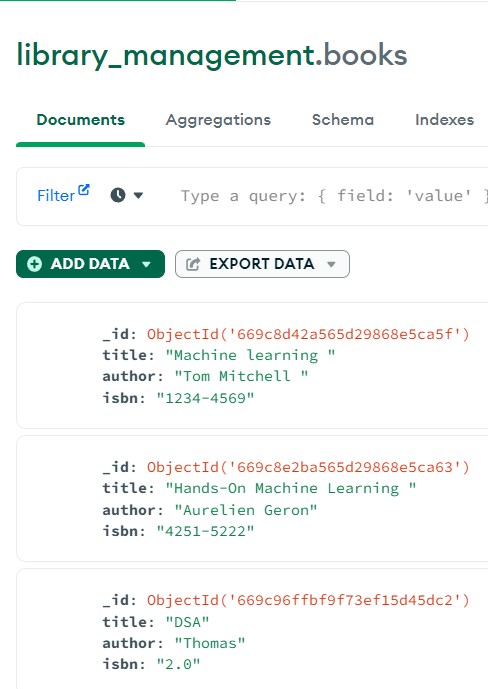 library_management.books
Documents Aggregations Schema Indexes
Filter Type a query: { field: 'value' }
ADD DATA EXPORT DATA
_id: ObjectId('669c8d42a565d29868e5ca5f')
title: "Machine learning "
author: "Tom Mitchell "
isbn: "1234-4569"
_id: ObjectId('669c8e2ba565d29868e5ca63')
title: "Hands-On Machine Learning "
author: "Aurelien Geron"
isbn: "4251-5222"
_id: ObjectId('669c96ffbf9f73ef15d45dc2')
title: "DSA"
author: "Thomas"
isbn: "2.0"